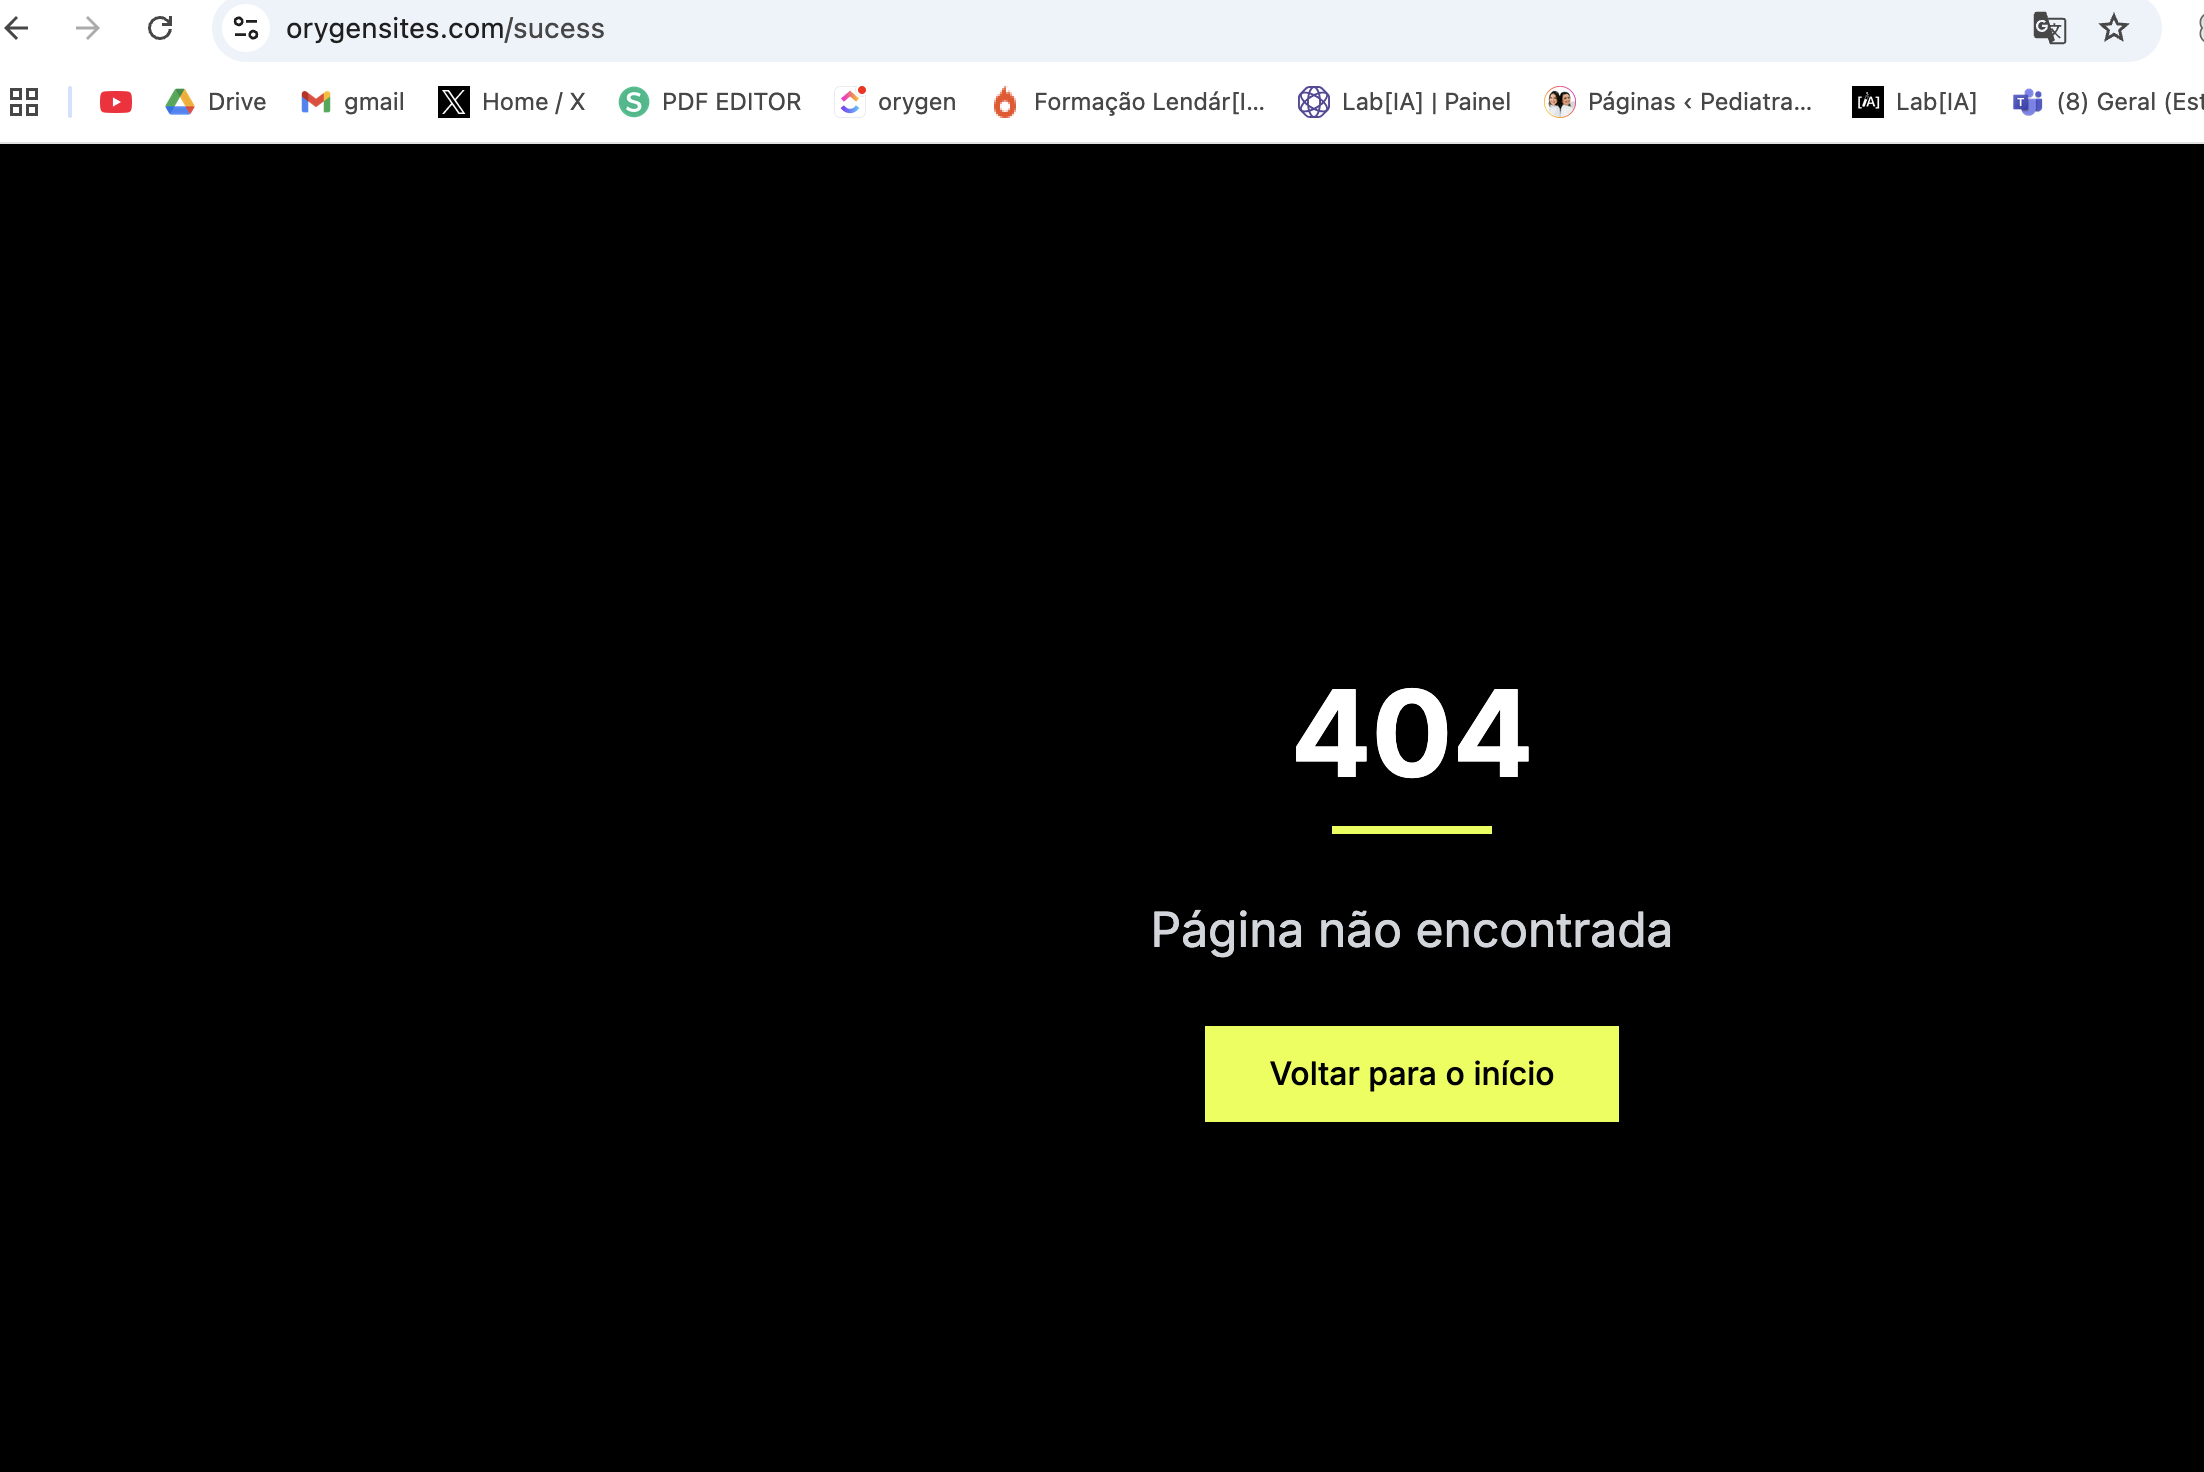 orygensites.com/sucess
Drive
gmail
Home / X
S
PDF EDITOR
orygen
Formação Lendár[I...
Lab[IA] | Painel
Páginas ‹ Pediatra...
[IA]
Lab[IA]
(8) Geral (Est
404
Página não encontrada
Voltar para o início